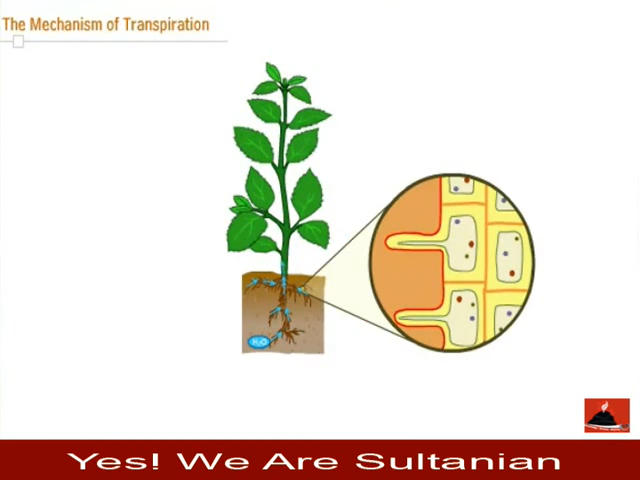 The Mechanism of Transpiration
H₂O
Yes! We Are Sultanian